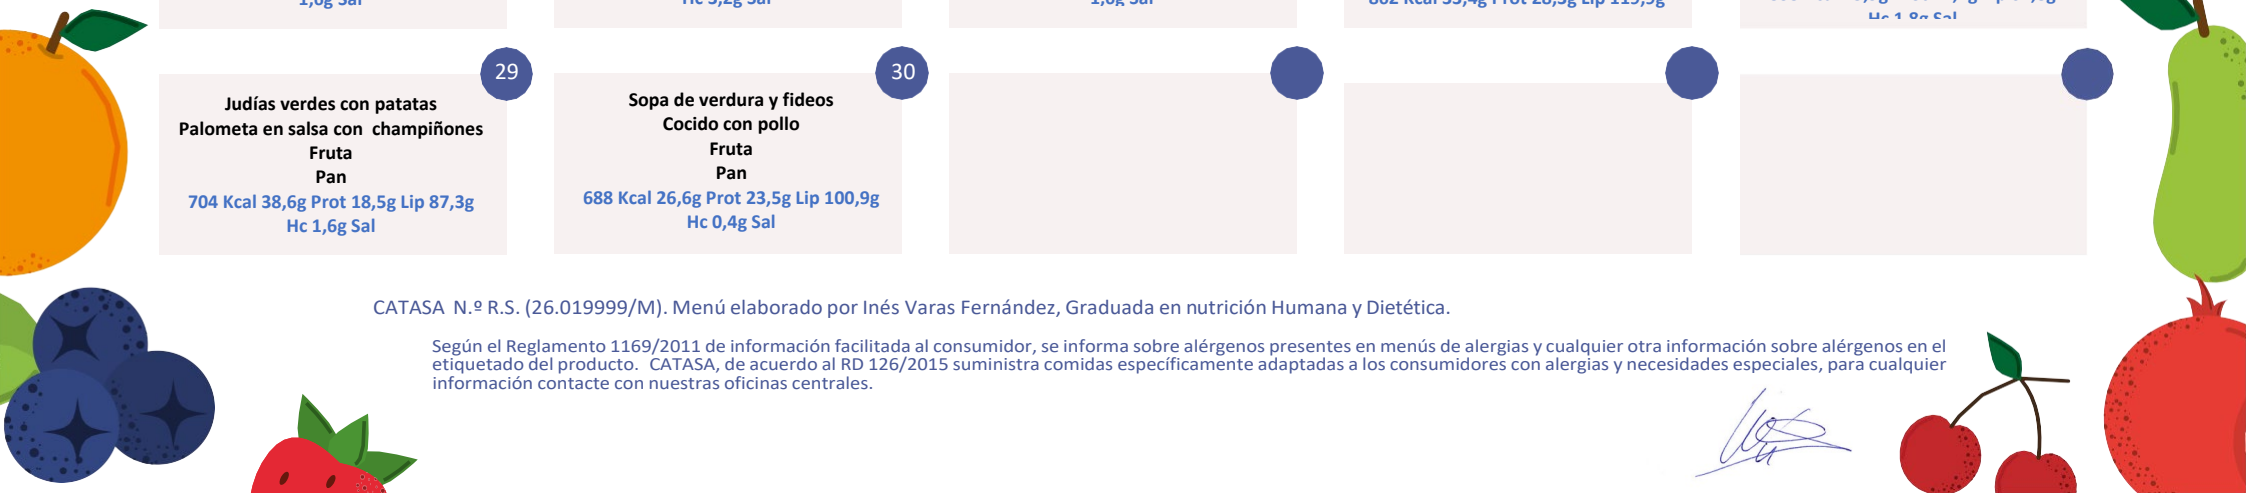 29
Judías verdes con patatas
Palometa en salsa con champiñones
Fruta
Pan
704 Kcal 38,6g Prot 18,5g Lip 87,3g
Hc 1,6g Sal
30
Sopa de verdura y fideos
Cocido con pollo
Fruta
Pan
688 Kcal 26,6g Prot 23,5g Lip 100,9g
Hc 0,4g Sal
CATASA N.º R.S. (26.019999/M). Menú elaborado por Inés Varas Fernández, Graduada en nutrición Humana y Dietética.
Según el Reglamento 1169/2011 de información facilitada al consumidor, se informa sobre alérgenos presentes en menús de alergias y cualquier otra información sobre alérgenos en el
etiquetado del producto. CATASA, de acuerdo al RD 126/2015 suministra comidas específicamente adaptadas a los consumidores con alergias y necesidades especiales, para cualquier
información contacte con nuestras oficinas centrales.